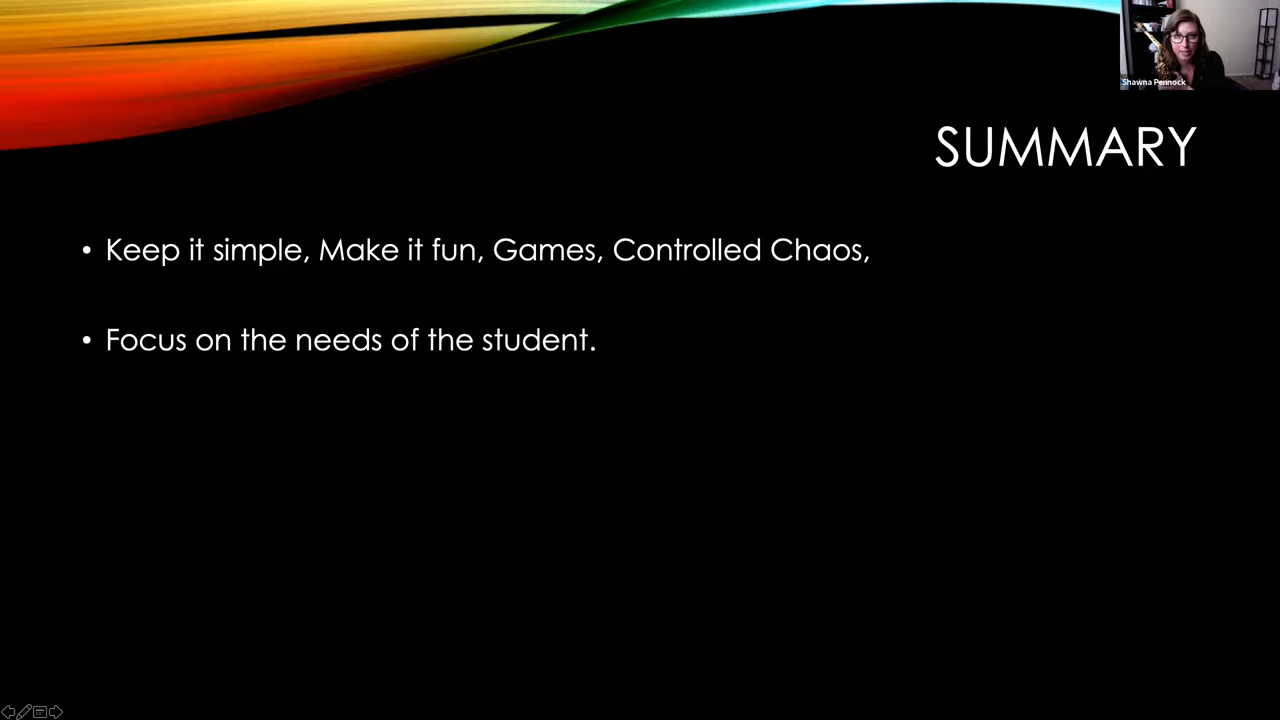 Shawna Pennock
SUMMARY
• Keep it simple, Make it fun, Games, Controlled Chaos,
• Focus on the needs of the student.